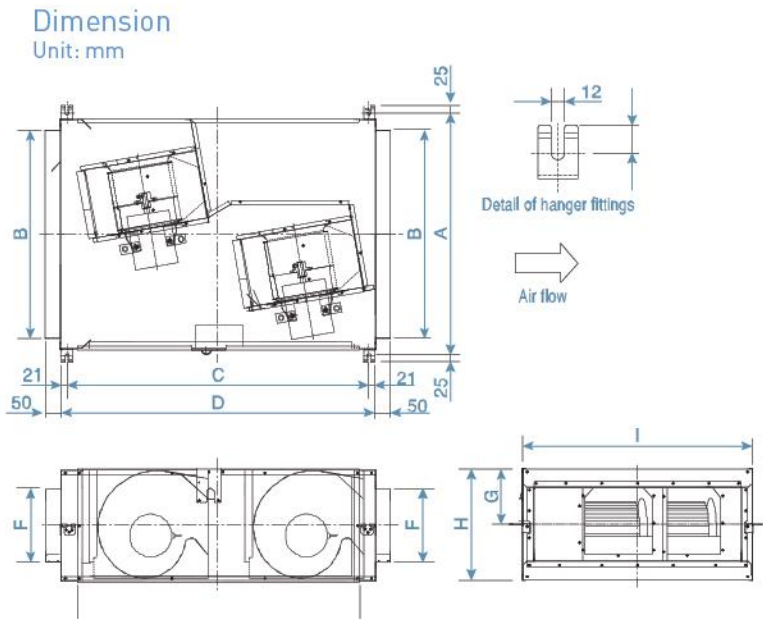 Dimension
Unit: mm
25
12
B
B
A
Detail of hanger fittings
Air flow
21
C
21
50
D
50
25
I
F
F
G
H